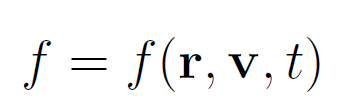 f = f(r, v, t)